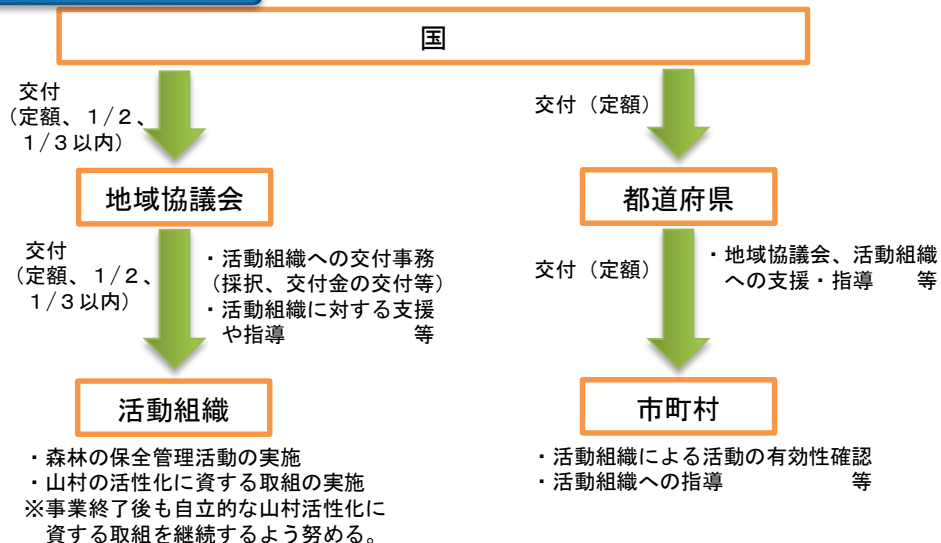 国
交付
（定額、１/２、
１/３以内）
交付（定額）
地域協議会
都道府県
交付
（定額、１/２、
１/３以内）
・活動組織への交付事務
（採択、交付金の交付等）
・活動組織に対する支援
や指導　　　　　　等
交付（定額）
・地域協議会、活動組織
への支援・指導　　等
活動組織
市町村
・森林の保全管理活動の実施
・山村の活性化に資する取組の実施
※事業終了後も自立的な山村活性化に
資する取組を継続するよう努める。
・活動組織による活動の有効性確認
・活動組織への指導　　　　　　等